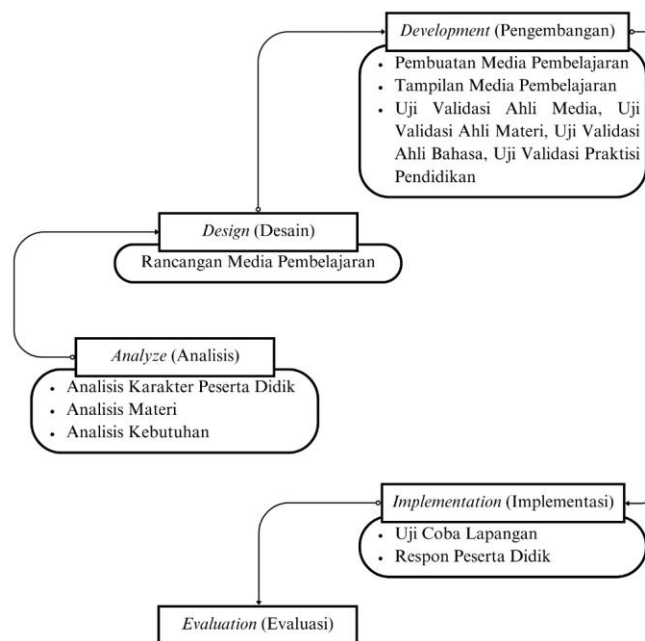 Development (Pengembangan)
• Pembuatan Media Pembelajaran
• Tampilan Media Pembelajaran
• Uji Validasi Ahli Media, Uji
Validasi Ahli Materi, Uji Validasi
Ahli Bahasa, Uji Validasi Praktisi
Pendidikan
Design (Desain)
Rancangan Media Pembelajaran
Analyze (Analisis)
• Analisis Karakter Peserta Didik
• Analisis Materi
• Analisis Kebutuhan
Implementation (Implementasi)
• Uji Coba Lapangan
• Respon Peserta Didik
Evaluation (Evaluasi)